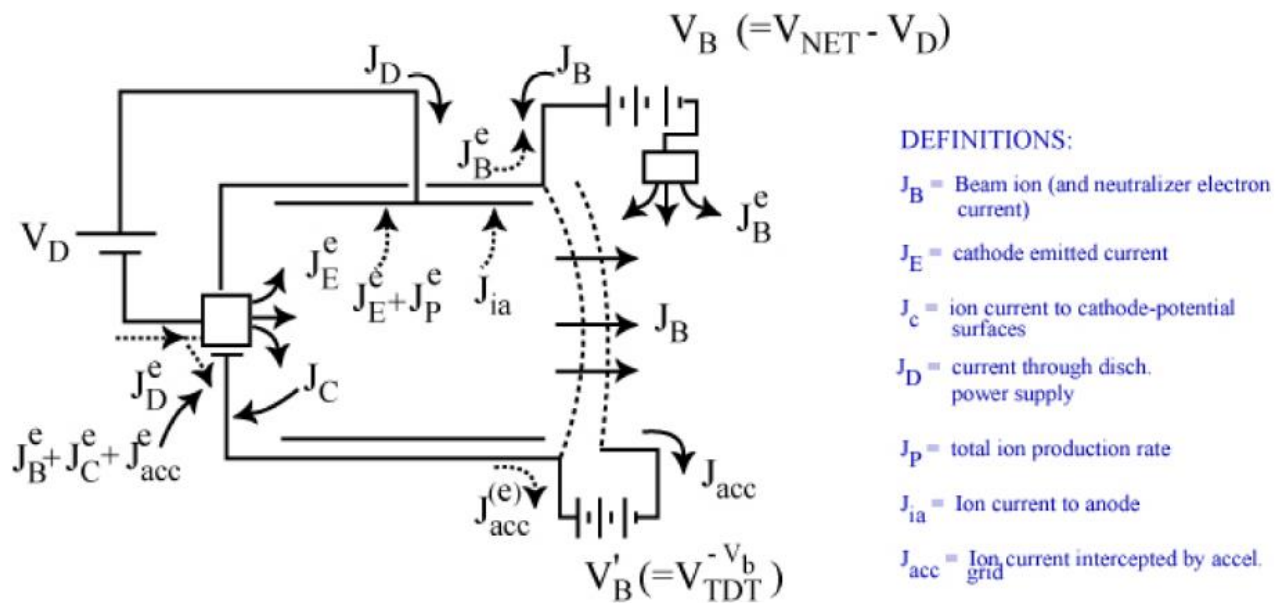 V_B (=V_NET - V_D)
J_D
J_B
J_B^e
DEFINITIONS:
J_B = Beam ion (and neutralizer electron
current)
V_D
J_E^e
J_E^e+J_P^e
J_ia
J_B^e
J_E = cathode emitted current
J_B
J_c = ion current to cathode-potential
surfaces
J_D^e
J_C
J_D = current through disch.
power supply
J_B^e+J_C^e+J_acc^e
J_acc^(e)
J_acc
J_P = total ion production rate
J_ia = Ion current to anode
V'_B (=V_TDT^-V_b)
J_acc = Ion current intercepted by accel.
grid